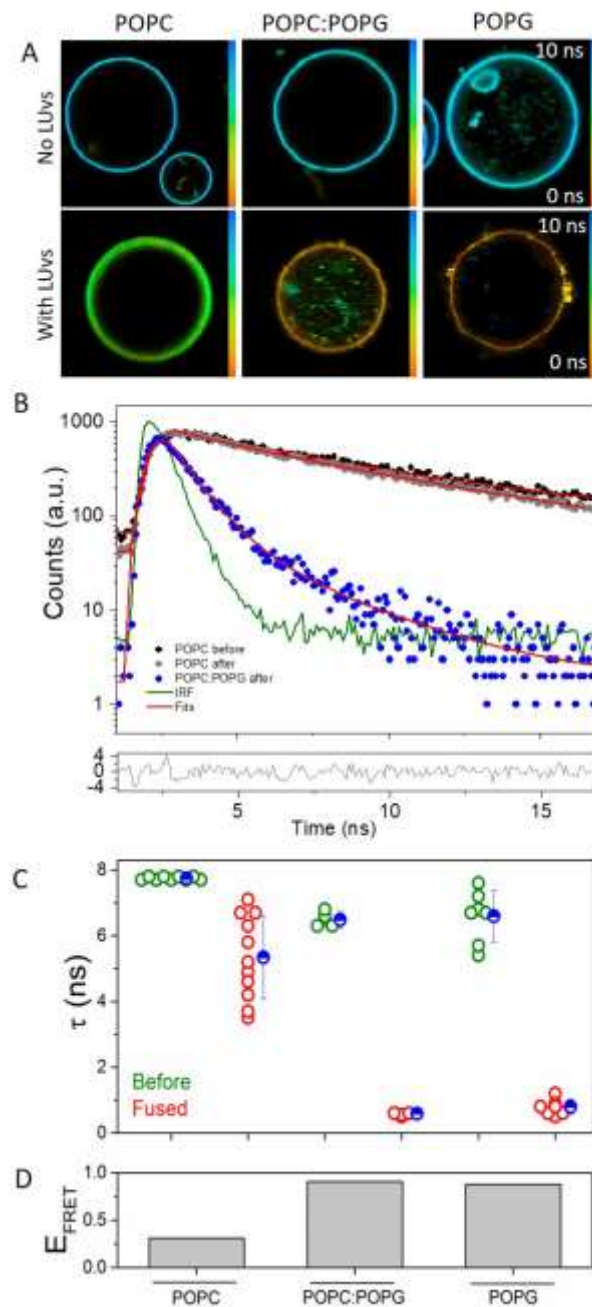 POPC POPC:POPG POPG
A
No LUvs
10 ns
0 ns
With LUvs
10 ns
0 ns
B
Counts (a.u.)
1000
100
10
1
POPC before
POPC after
POPC:POPG after
IRF
Fits
4
0
-4
5 10 15
Time (ns)
C
τ (ns)
8
6
4
2
0
Before
Fused
D
E_FRET
1.0
0.5
0.0
POPC POPC:POPG POPG